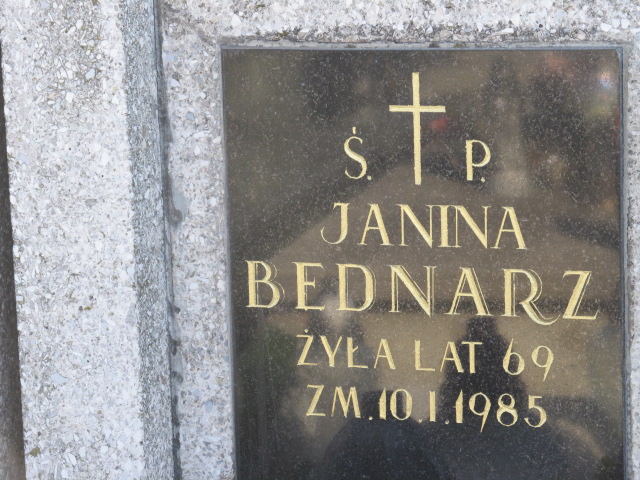 Ś. P.
JANINA
BEDNARZ
ŻYŁA LAT 69
ZM. 10.I.1985